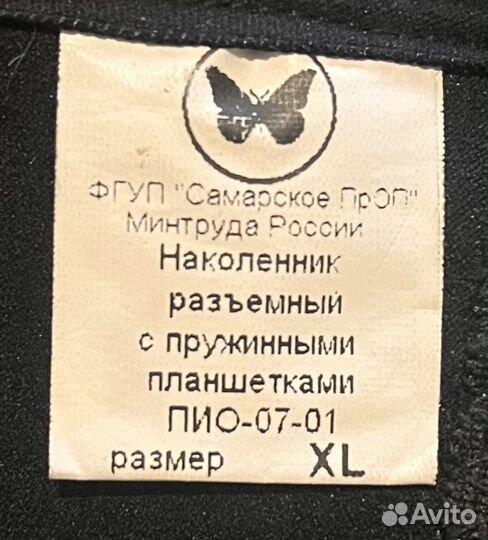 ФГУП "Самарское ПрОП"
Минтруда России
Наколенник
разъемный
с пружинными
планшетками
ПИО-07-01
размер XL
Avito